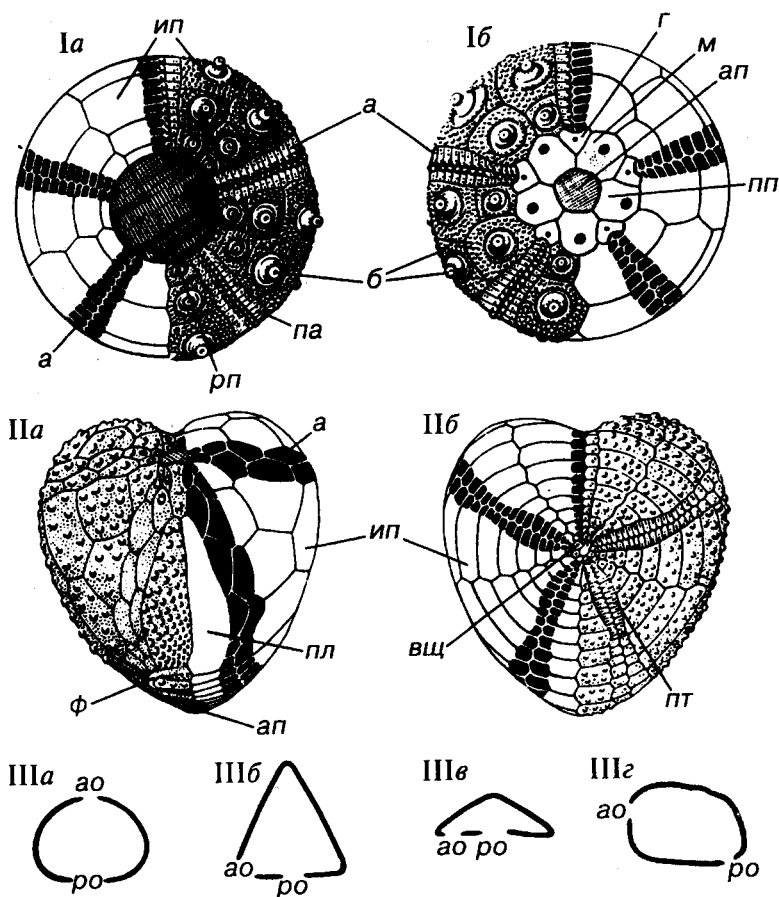 Iа
ип
а
б
па
рп
а
Iб
г
м
ап
пп
IIа
а
ип
пл
вщ
ф
ап
IIб
пт
IIIа
ао
ро
IIIб
ао
ро
IIIв
ао ро
IIIг
ао
ро